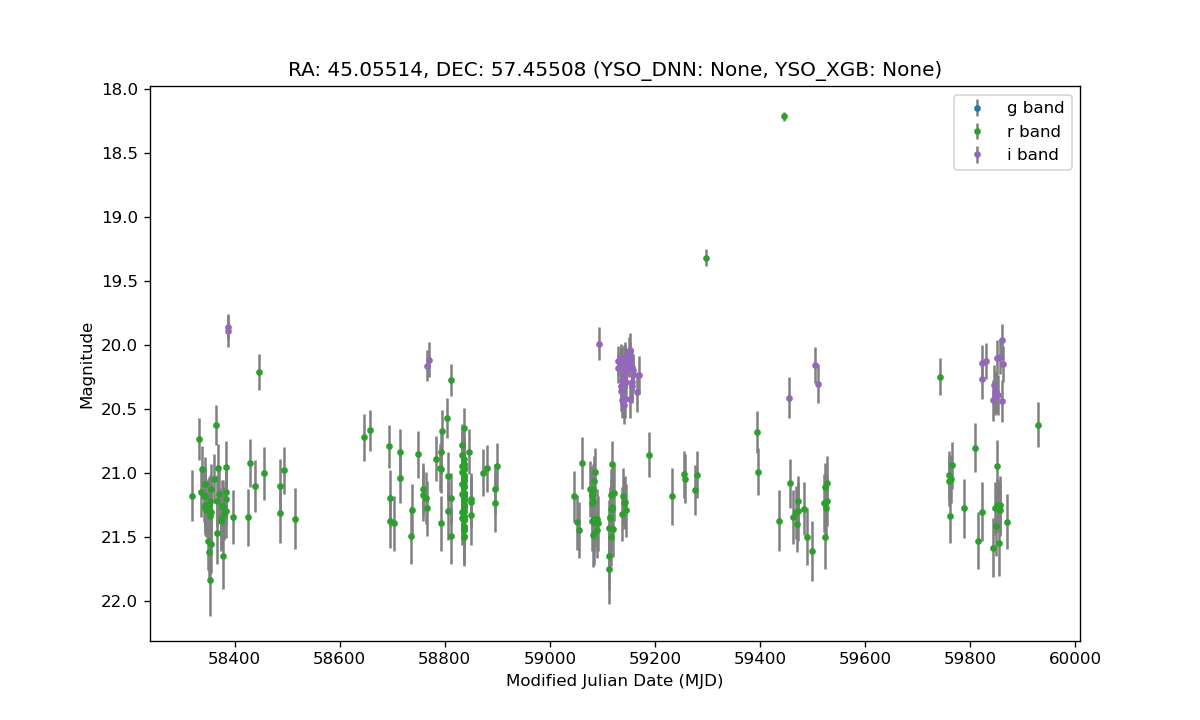 RA: 45.05514, DEC: 57.45508 (YSO_DNN: None, YSO_XGB: None)
g band
r band
i band
Magnitude
18.0
18.5
19.0
19.5
20.0
20.5
21.0
21.5
22.0
58400 58600 58800 59000 59200 59400 59600 59800 60000
Modified Julian Date (MJD)